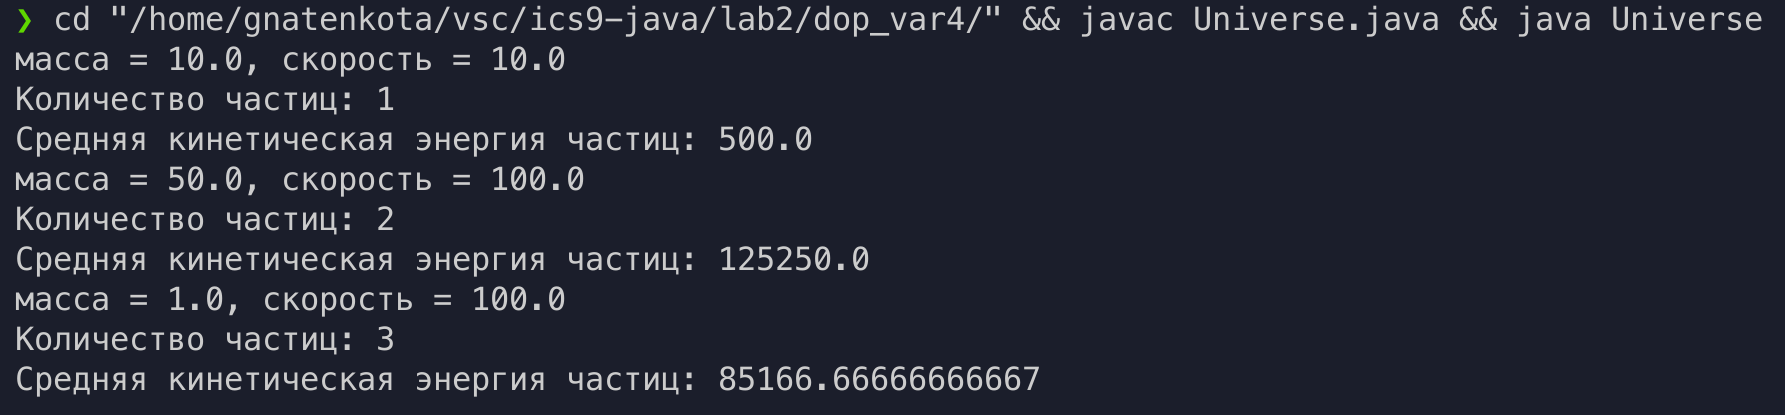 ❯ cd "/home/gnatenkota/vsc/ics9-java/lab2/dop_var4/" && javac Universe.java && java Universe
масса = 10.0, скорость = 10.0
Количество частиц: 1
Средняя кинетическая энергия частиц: 500.0
масса = 50.0, скорость = 100.0
Количество частиц: 2
Средняя кинетическая энергия частиц: 125250.0
масса = 1.0, скорость = 100.0
Количество частиц: 3
Средняя кинетическая энергия частиц: 85166.66666666667